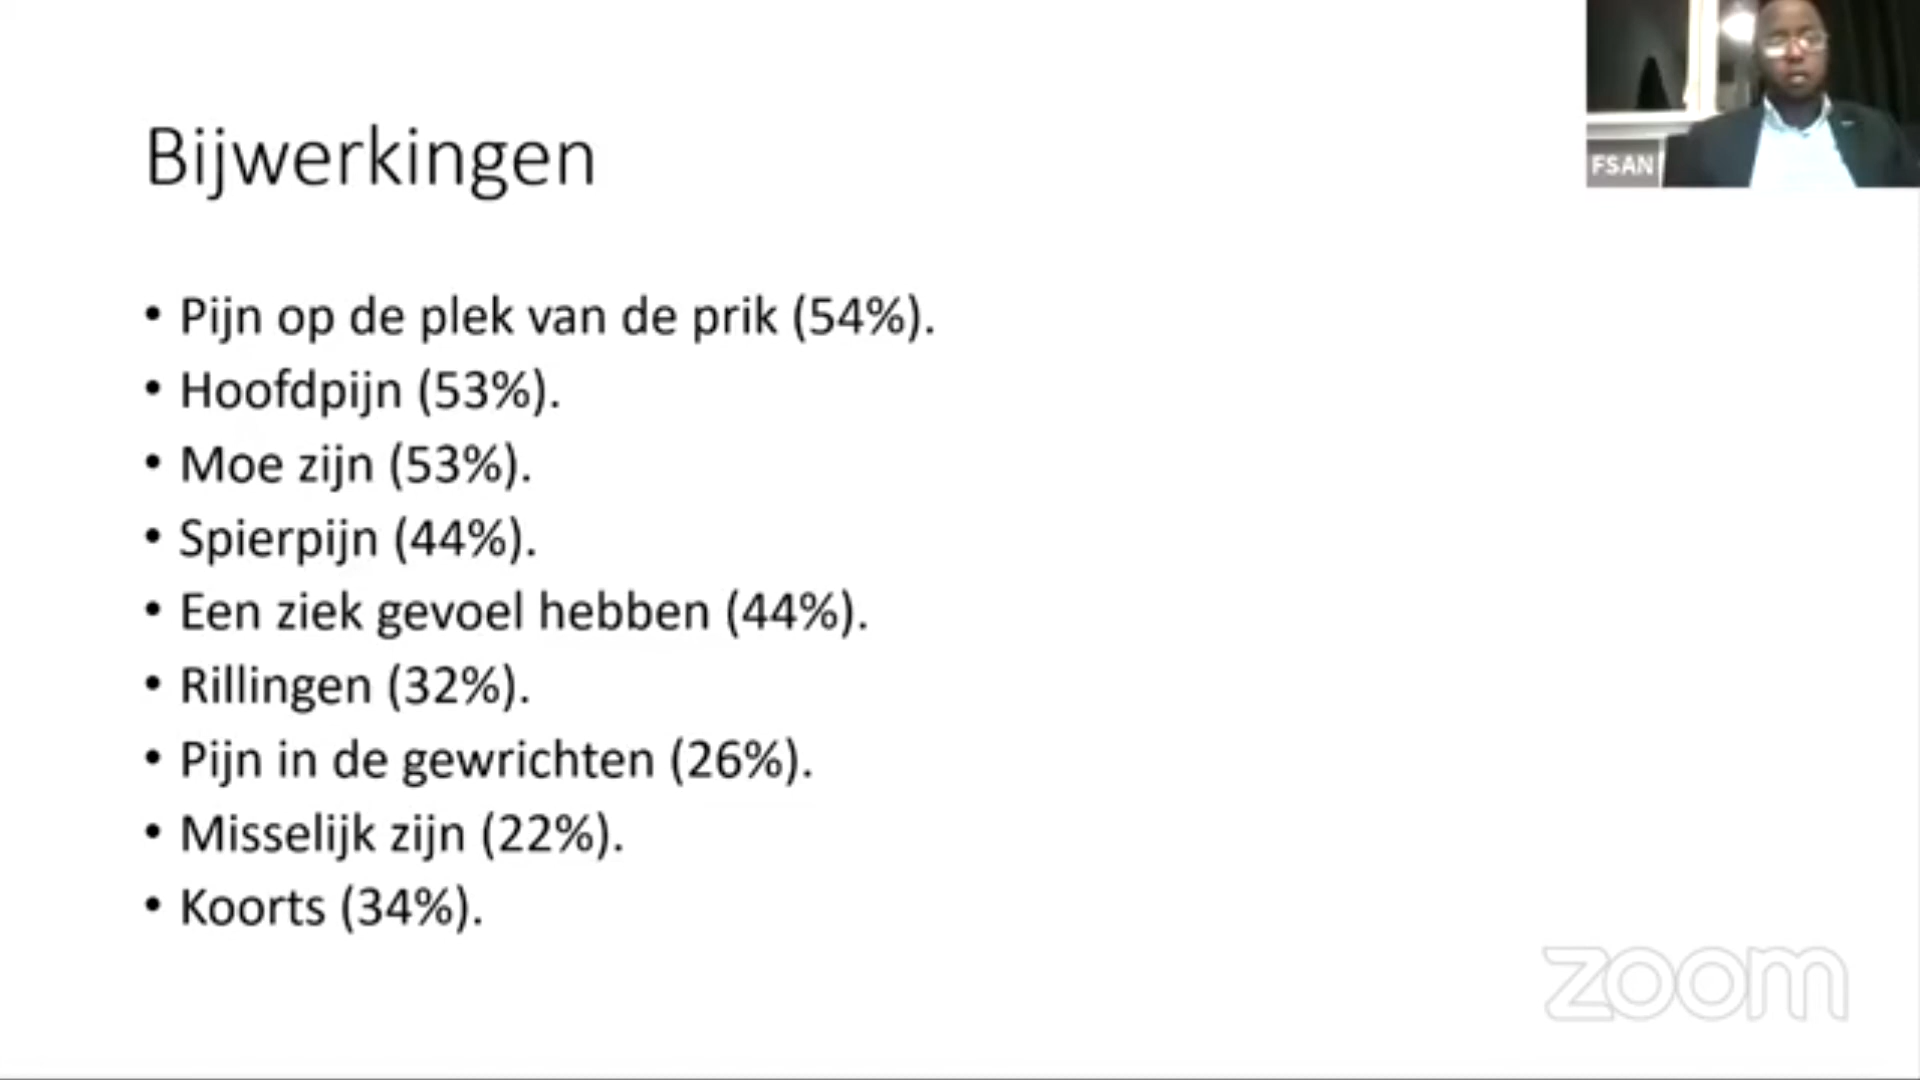 Bijwerkingen
FSAN
• Pijn op de plek van de prik (54%).
• Hoofdpijn (53%).
• Moe zijn (53%).
• Spierpijn (44%).
• Een ziek gevoel hebben (44%).
• Rillingen (32%).
• Pijn in de gewrichten (26%).
• Misselijk zijn (22%).
• Koorts (34%).
zoom